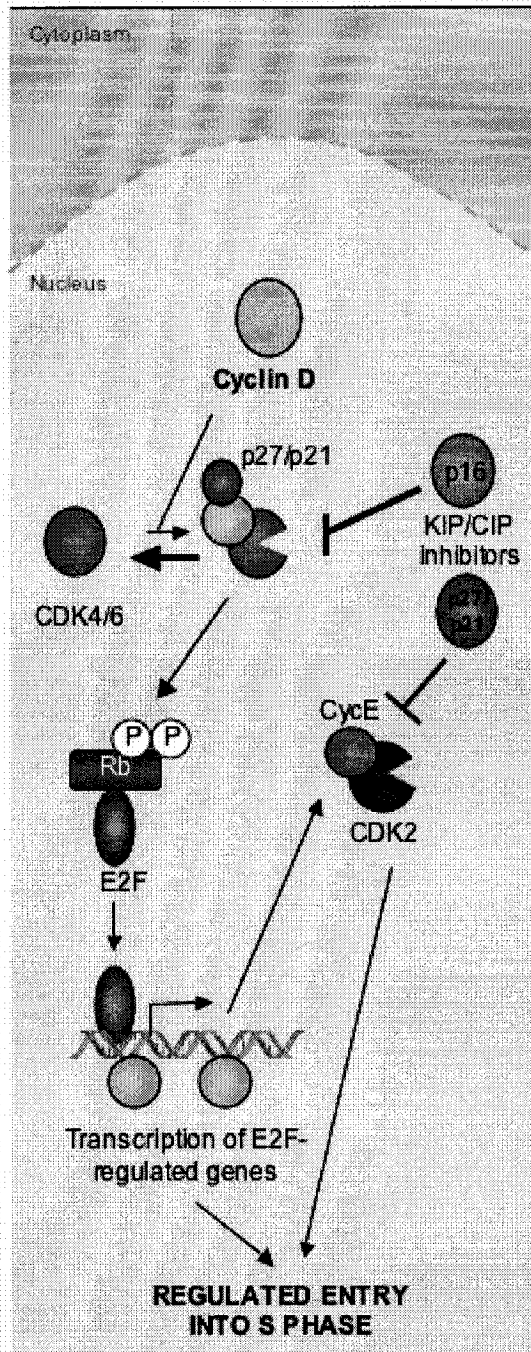 Cytoplasm
Nucleus
Cyclin D
p27/p21
p16
KIP/CIP
inhibitors
CDK4/6
p27/
p21
P P
Rb
CycE
CDK2
E2F
Transcription of E2F-
regulated genes
REGULATED ENTRY
INTO S PHASE